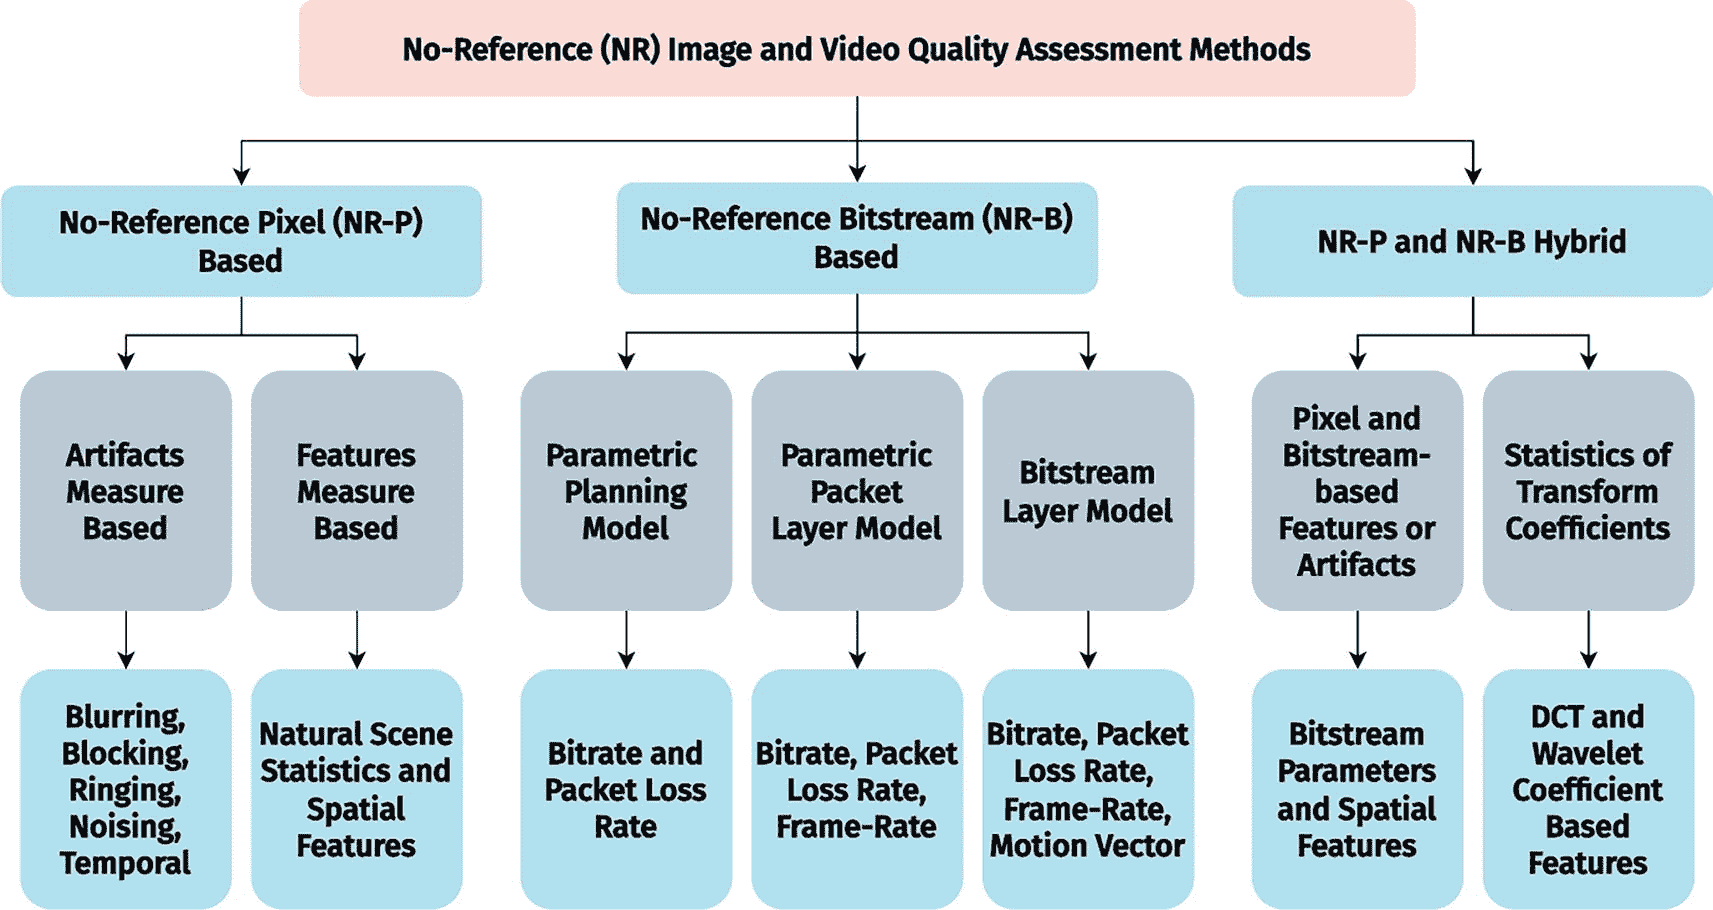 No-Reference (NR) Image and Video Quality Assessment Methods
No-Reference Pixel (NR-P)
Based
No-Reference Bitstream (NR-B)
Based
NR-P and NR-B Hybrid
Artifacts
Measure
Based
Features
Measure
Based
Parametric
Planning
Model
Parametric
Packet
Layer Model
Bitstream
Layer Model
Pixel and
Bitstream-
based
Features or
Artifacts
Statistics of
Transform
Coefficients
Blurring,
Blocking,
Ringing,
Noising,
Temporal
Natural Scene
Statistics and
Spatial
Features
Bitrate and
Packet Loss
Rate
Bitrate, Packet
Loss Rate,
Frame-Rate
Bitrate, Packet
Loss Rate,
Frame-Rate,
Motion Vector
Bitstream
Parameters
and Spatial
Features
DCT and
Wavelet
Coefficient
Based
Features